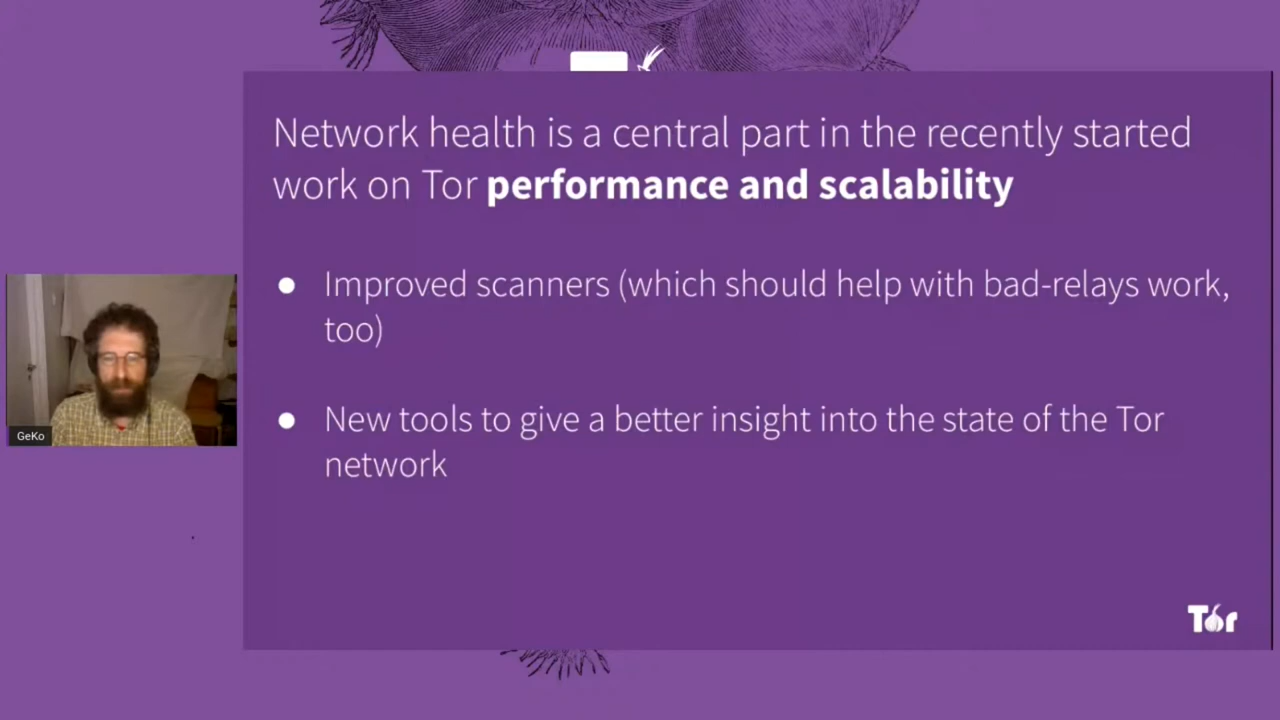 Network health is a central part in the recently started
work on Tor performance and scalability
● Improved scanners (which should help with bad-relays work,
too)
● New tools to give a better insight into the state of the Tor
network
GeKo
Tor